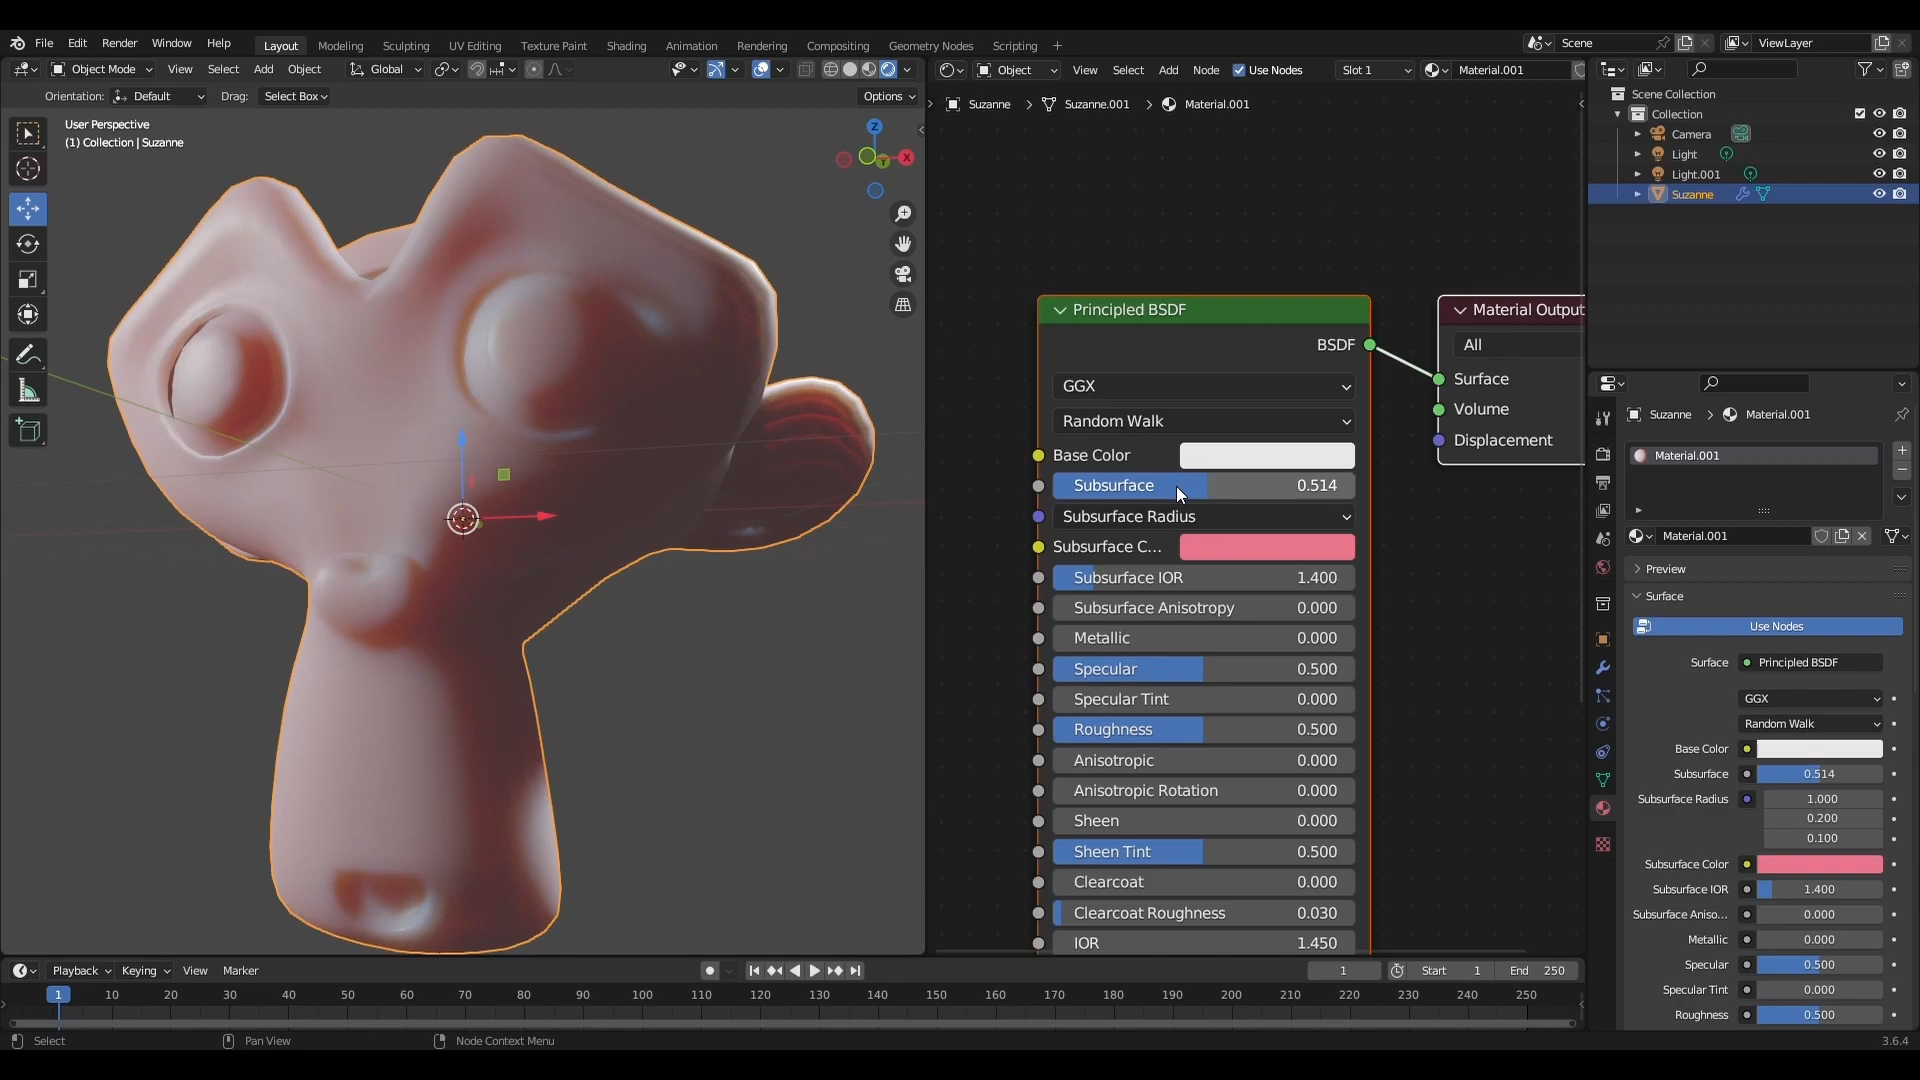 File Edit Render Window Help Layout Modeling Sculpting UV Editing Texture Paint Shading Animation Rendering Compositing Geometry Nodes Scripting + Scene ViewLayer
Object Mode View Select Add Object Global Object View Select Add Node Use Nodes Slot 1 Material.001
Orientation: Default Drag: Select Box Options
User Perspective
(1) Collection | Suzanne
Z
X
Y
Suzanne > Suzanne.001 > Material.001
Principled BSDF
BSDF
GGX
Random Walk
Base Color
Subsurface 0.514
Subsurface Radius
Subsurface C...
Subsurface IOR 1.400
Subsurface Anisotropy 0.000
Metallic 0.000
Specular 0.500
Specular Tint 0.000
Roughness 0.500
Anisotropic 0.000
Anisotropic Rotation 0.000
Sheen 0.000
Sheen Tint 0.500
Clearcoat 0.000
Clearcoat Roughness 0.030
IOR 1.450
Material Output
All
Surface
Volume
Displacement
Scene Collection
Collection
Camera
Light
Light.001
Suzanne
Suzanne > Material.001
Material.001
Material.001
Preview
Surface
Use Nodes
Surface Principled BSDF
GGX
Random Walk
Base Color
Subsurface 0.514
Subsurface Radius 1.000
0.200
0.100
Subsurface Color
Subsurface IOR 1.400
Subsurface Aniso... 0.000
Metallic 0.000
Specular 0.500
Specular Tint 0.000
Roughness 0.500
Playback Keying View Marker 1 Start 1 End 250
1 10 20 30 40 50 60 70 80 90 100 110 120 130 140 150 160 170 180 190 200 210 220 230 240 250
Select Pan View Node Context Menu 3.6.4